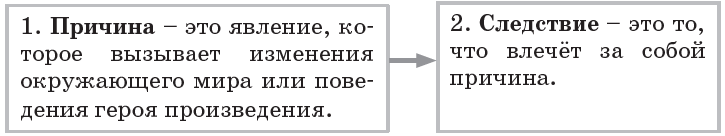 1. Причина – это явление, ко-
торое вызывает изменения
окружающего мира или пове-
дения героя произведения.
2. Следствие – это то,
что влечёт за собой
причина.